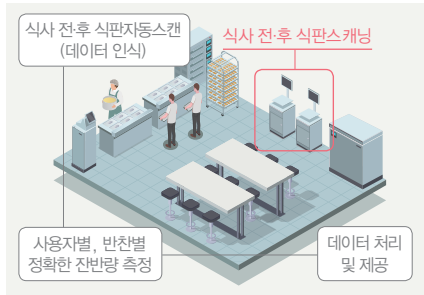 식사 전·후 식판자동스캔
(데이터 인식)
식사 전·후 식판스캐닝
사용자별, 반찬별
정확한 잔반량 측정
데이터 처리
및 제공